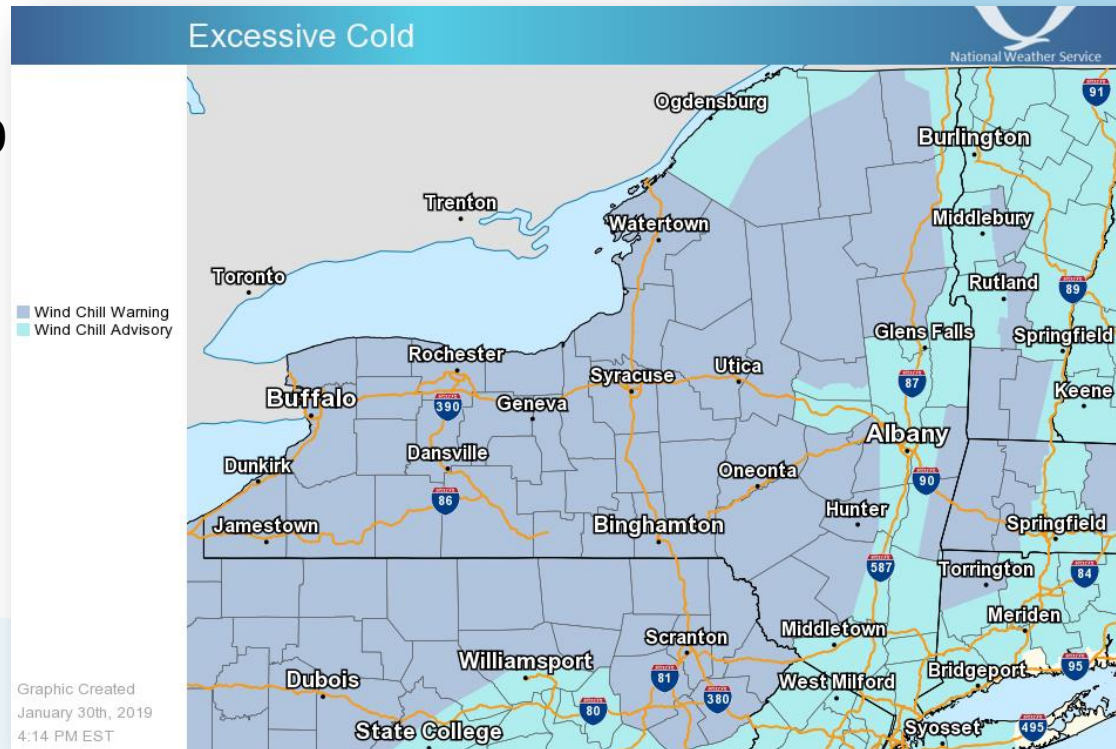 Excessive Cold
National Weather Service
Ogdensburg
91
Burlington
Trenton
Watertown
Middlebury
Toronto
Rutland
89
Wind Chill Warning
Wind Chill Advisory
Glens Falls
Springfield
Rochester
Syracuse
Utica
87
Keene
Buffalo
390
Geneva
Albany
Dunkirk
Dansville
Oneonta
90
86
Hunter
Jamestown
Binghamton
Springfield
587
Torrington
84
Meriden
Middletown
Scranton
Williamsport
Bridgeport
95
Dubois
81
West Milford
380
80
State College
Syosset
495
Graphic Created
January 30th, 2019
4:14 PM EST